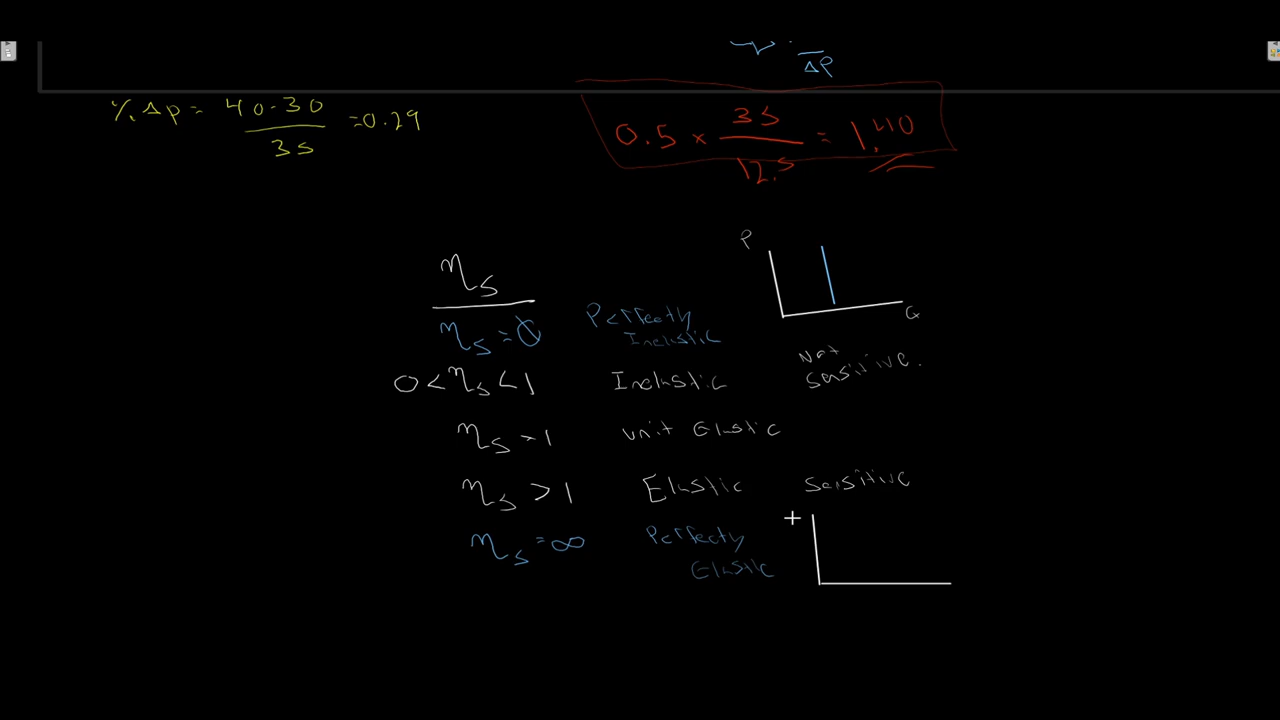 ΔP
% Δp = 40-30 / 35 = 0.29
0.5 × 35 / 12.5 = 1.40
P
Q
ηs
ηs = 0 Perfectly Inelastic
0 < ηs < 1 Inelastic Not Sensitive.
ηs = 1 unit Elastic
ηs > 1 Elastic Sensitive
ηs = ∞ Perfectly Elastic